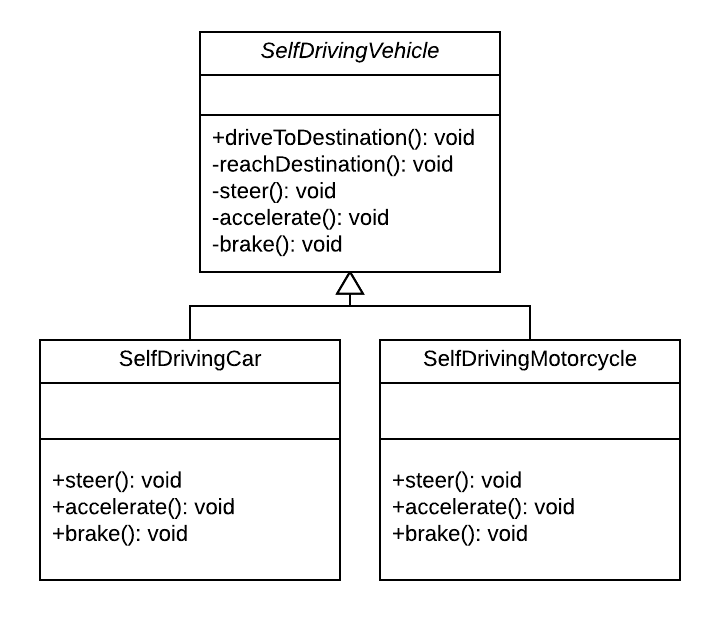 SelfDrivingVehicle
+driveToDestination(): void
-reachDestination(): void
-steer(): void
-accelerate(): void
-brake(): void
SelfDrivingCar
+steer(): void
+accelerate(): void
+brake(): void
SelfDrivingMotorcycle
+steer(): void
+accelerate(): void
+brake(): void